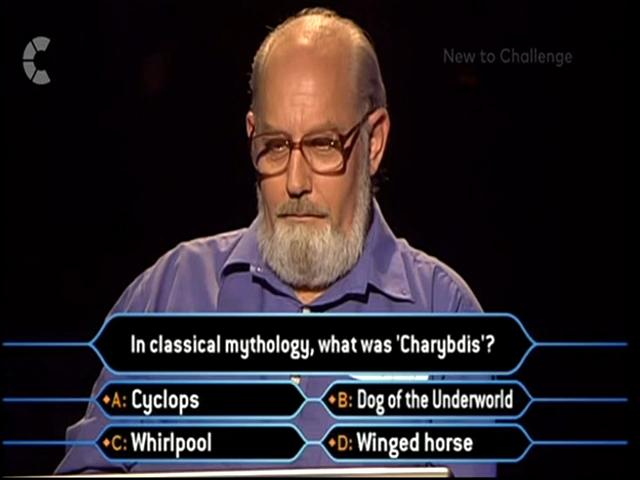 New to Challenge
In classical mythology, what was 'Charybdis'?
A: Cyclops
B: Dog of the Underworld
C: Whirlpool
D: Winged horse